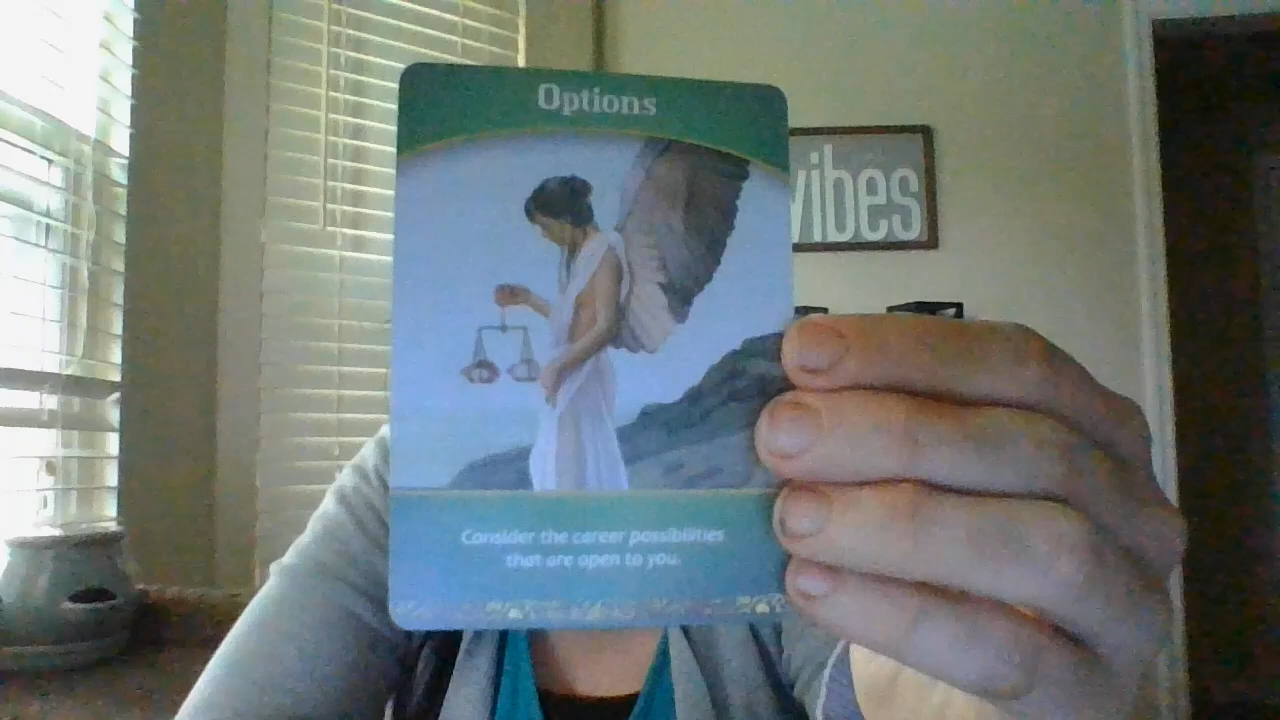 Options
vibes
Consider the career possibilities
that are open to you.